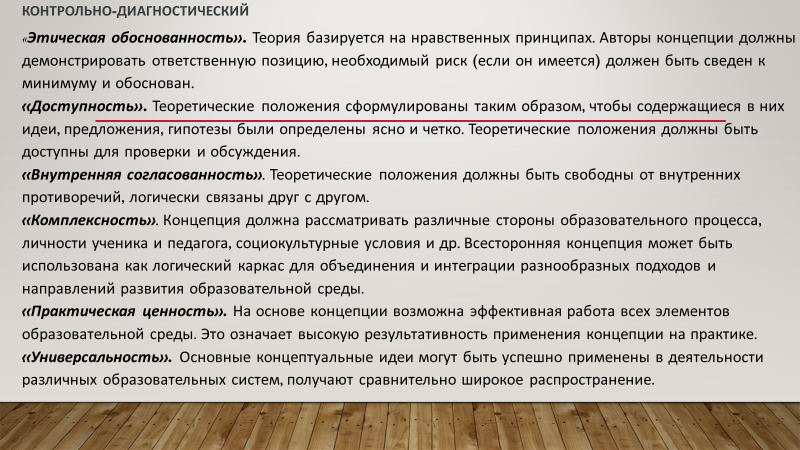 КОНТРОЛЬНО-ДИАГНОСТИЧЕСКИЙ
«Этическая обоснованность». Теория базируется на нравственных принципах. Авторы концепции должны
демонстрировать ответственную позицию, необходимый риск (если он имеется) должен быть сведен к
минимуму и обоснован.
«Доступность». Теоретические положения сформулированы таким образом, чтобы содержащиеся в них
идеи, предложения, гипотезы были определены ясно и четко. Теоретические положения должны быть
доступны для проверки и обсуждения.
«Внутренняя согласованность». Теоретические положения должны быть свободны от внутренних
противоречий, логически связаны друг с другом.
«Комплексность». Концепция должна рассматривать различные стороны образовательного процесса,
личности ученика и педагога, социокультурные условия и др. Всесторонняя концепция может быть
использована как логический каркас для объединения и интеграции разнообразных подходов и
направлений развития образовательной среды.
«Практическая ценность». На основе концепции возможна эффективная работа всех элементов
образовательной среды. Это означает высокую результативность применения концепции на практике.
«Универсальность». Основные концептуальные идеи могут быть успешно применены в деятельности
различных образовательных систем, получают сравнительно широкое распространение.